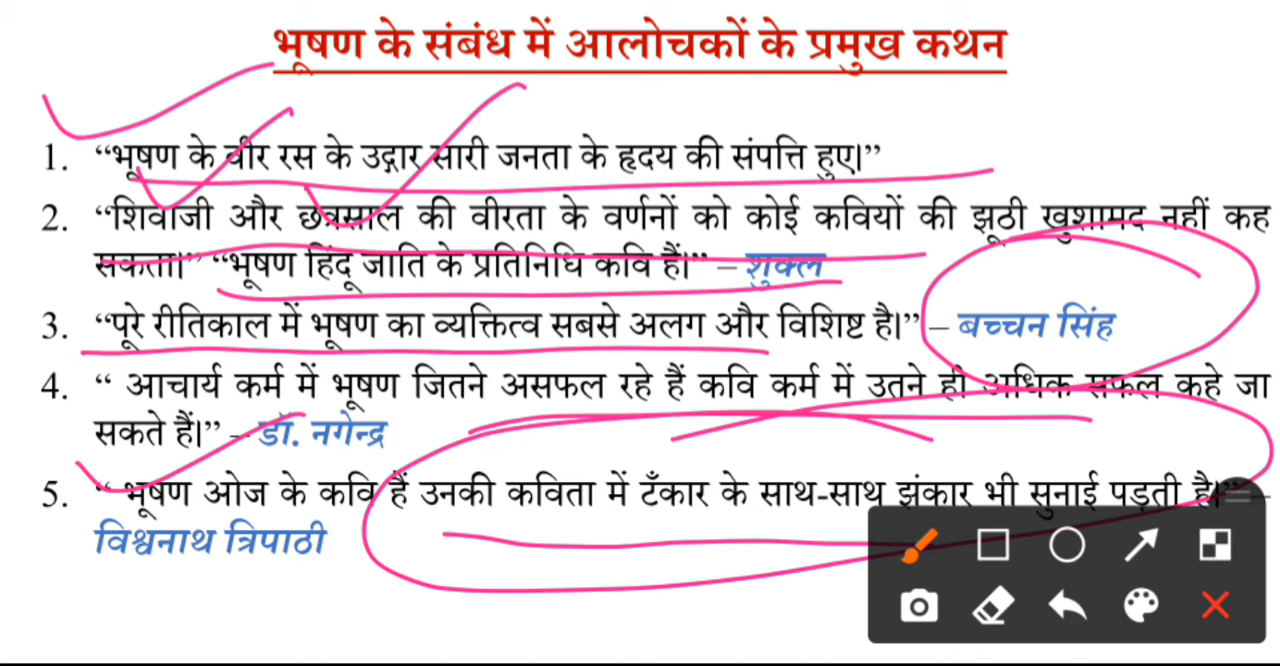 भूषण के संबंध में आलोचकों के प्रमुख कथन
1. “भूषण के वीर रस के उद्गार सारी जनता के हृदय की संपत्ति हुए।”
2. “शिवाजी और छत्रसाल की वीरता के वर्णनों को कोई कवियों की झूठी खुशामद नहीं कह
सकता।” “भूषण हिंदू जाति के प्रतिनिधि कवि हैं।” – शुक्ल
3. “पूरे रीतिकाल में भूषण का व्यक्तित्व सबसे अलग और विशिष्ट है।” – बच्चन सिंह
4. “ आचार्य कर्म में भूषण जितने असफल रहे हैं कवि कर्म में उतने ही अधिक सफल कहे जा
सकते हैं।” – डॉ. नगेन्द्र
5. “ भूषण ओज के कवि हैं उनकी कविता में टँकार के साथ-साथ झंकार भी सुनाई पड़ती है।” –
विश्वनाथ त्रिपाठी